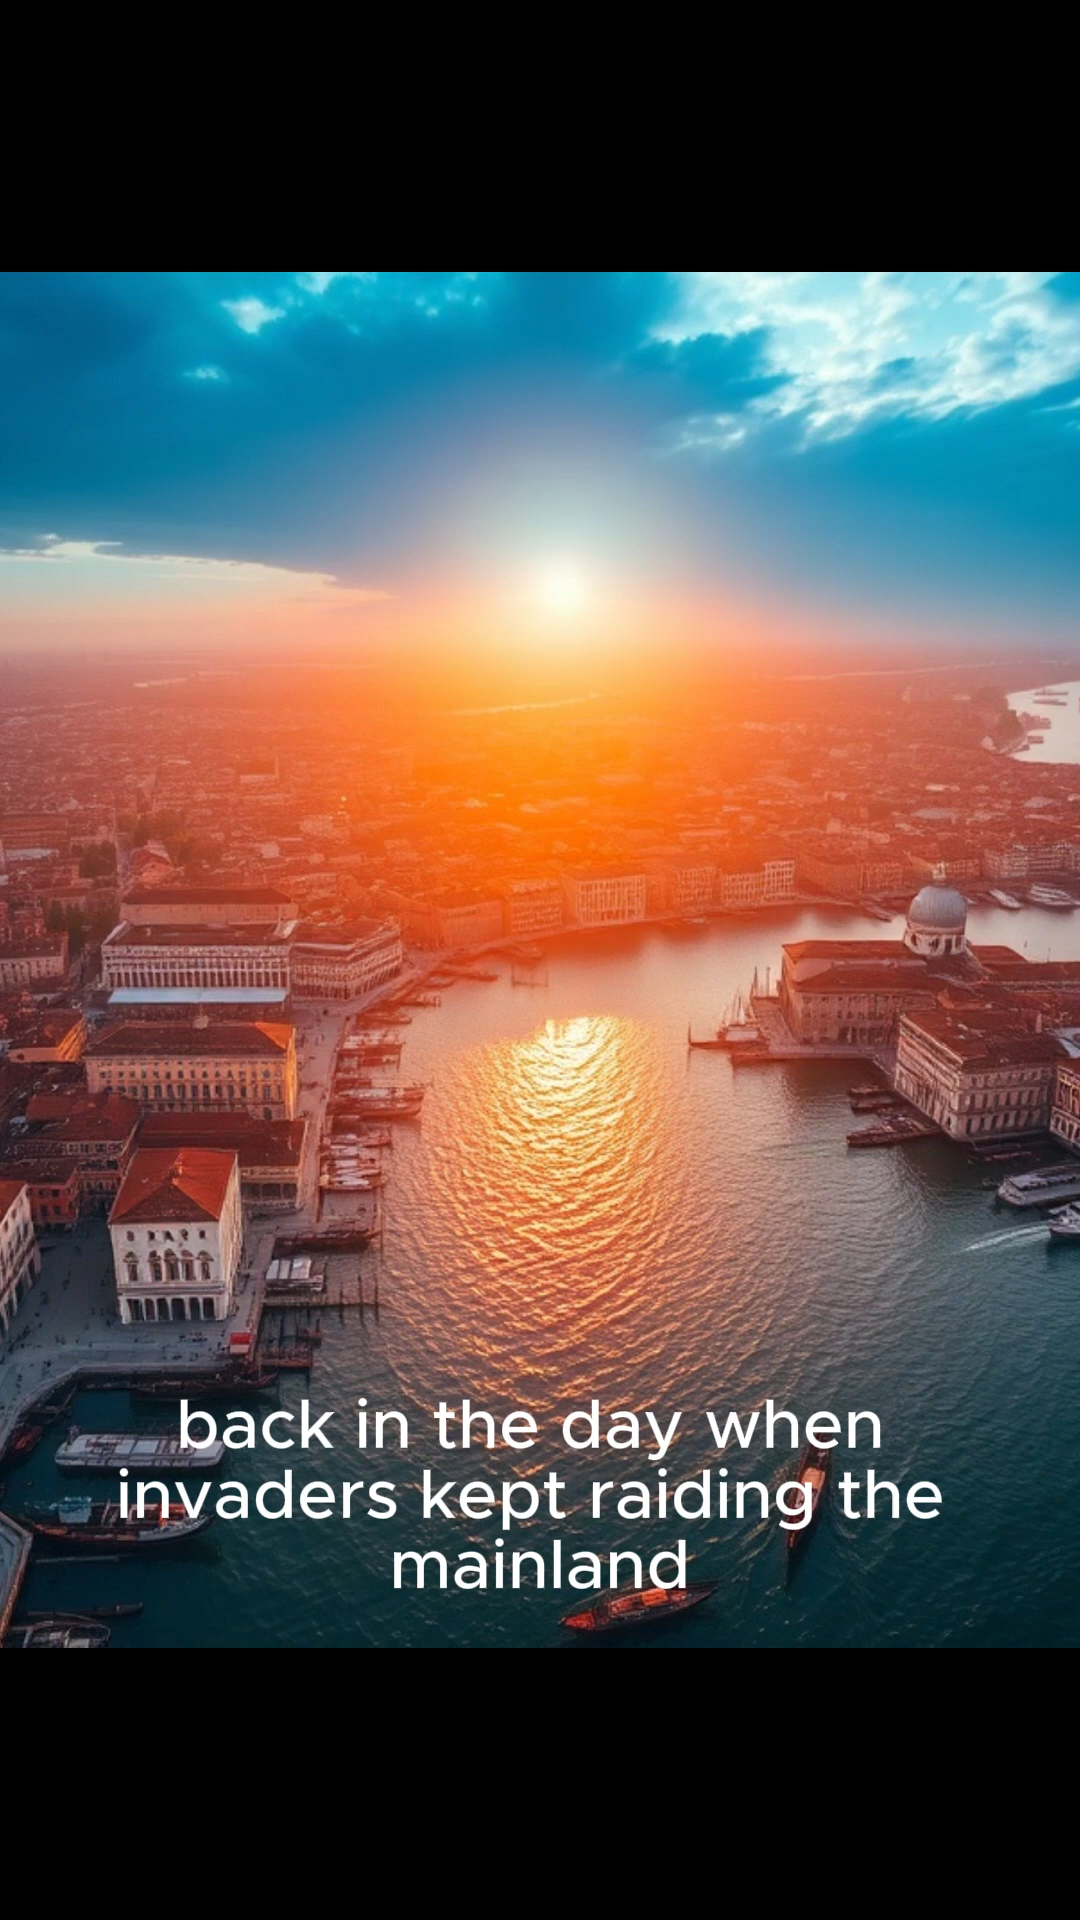 back in the day when
invaders kept raiding the
mainland